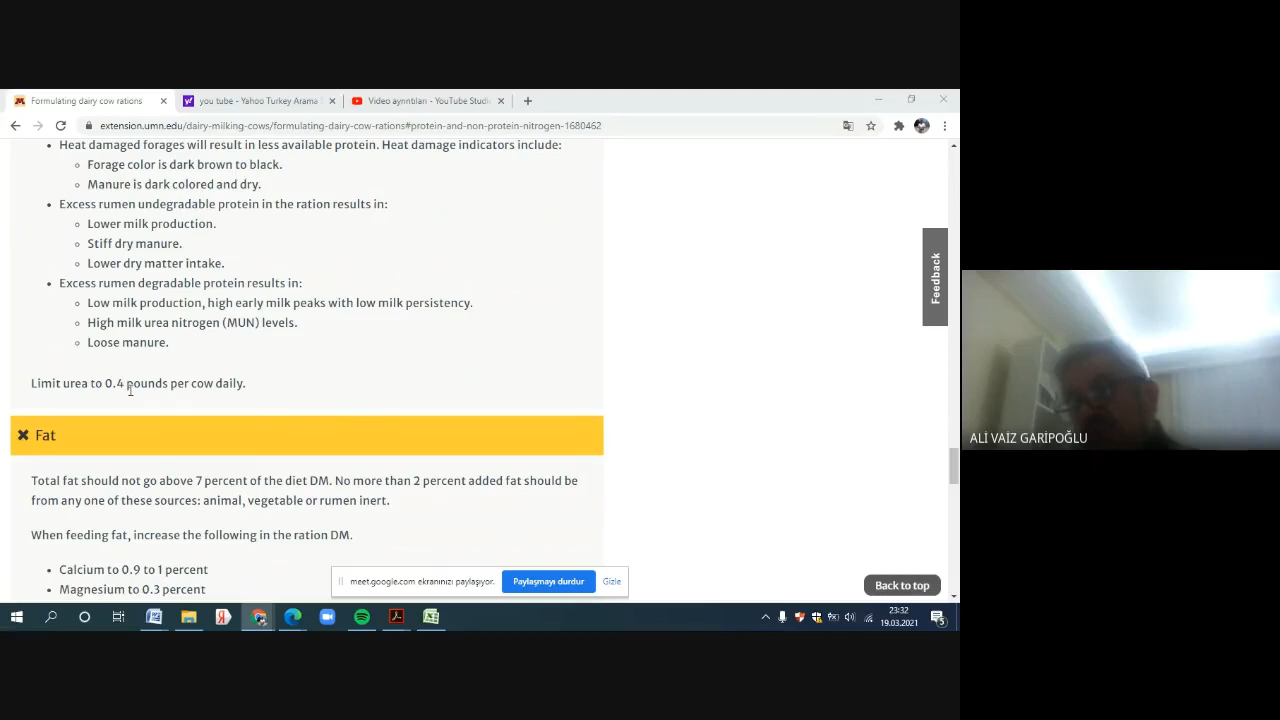 Formulating dairy cow rations
you tube - Yahoo Turkey Arama S
Video ayrıntıları - YouTube Studio
extension.umn.edu/dairy-milking-cows/formulating-dairy-cow-rations#protein-and-non-protein-nitrogen-1680462
• Heat damaged forages will result in less available protein. Heat damage indicators include:
◦ Forage color is dark brown to black.
◦ Manure is dark colored and dry.
• Excess rumen undegradable protein in the ration results in:
◦ Lower milk production.
◦ Stiff dry manure.
◦ Lower dry matter intake.
• Excess rumen degradable protein results in:
◦ Low milk production, high early milk peaks with low milk persistency.
◦ High milk urea nitrogen (MUN) levels.
◦ Loose manure.
Limit urea to 0.4 pounds per cow daily.
Fat
Total fat should not go above 7 percent of the diet DM. No more than 2 percent added fat should be
from any one of these sources: animal, vegetable or rumen inert.
When feeding fat, increase the following in the ration DM.
• Calcium to 0.9 to 1 percent
• Magnesium to 0.3 percent
meet.google.com ekranınızı paylaşıyor.
Paylaşmayı durdur
Gizle
Back to top
Feedback
ALİ VAİZ GARİPOĞLU
23:32
19.03.2021
5